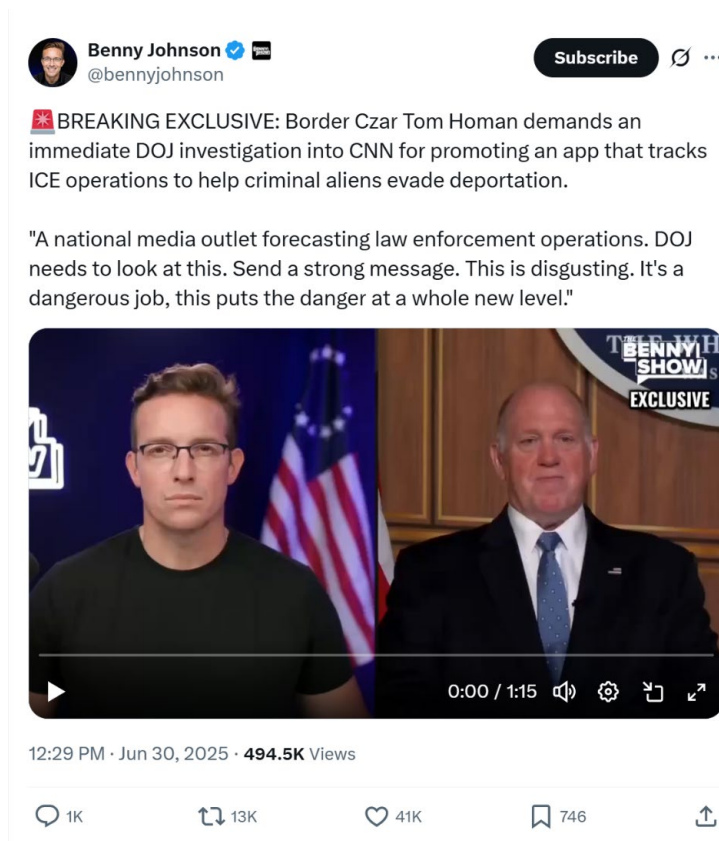 Benny Johnson
@bennyjohnson
Subscribe
BREAKING EXCLUSIVE: Border Czar Tom Homan demands an
immediate DOJ investigation into CNN for promoting an app that tracks
ICE operations to help criminal aliens evade deportation.
"A national media outlet forecasting law enforcement operations. DOJ
needs to look at this. Send a strong message. This is disgusting. It's a
dangerous job, this puts the danger at a whole new level."
BENNY
SHOW
EXCLUSIVE
0:00 / 1:15
12:29 PM · Jun 30, 2025 · 494.5K Views
1K
13K
41K
746